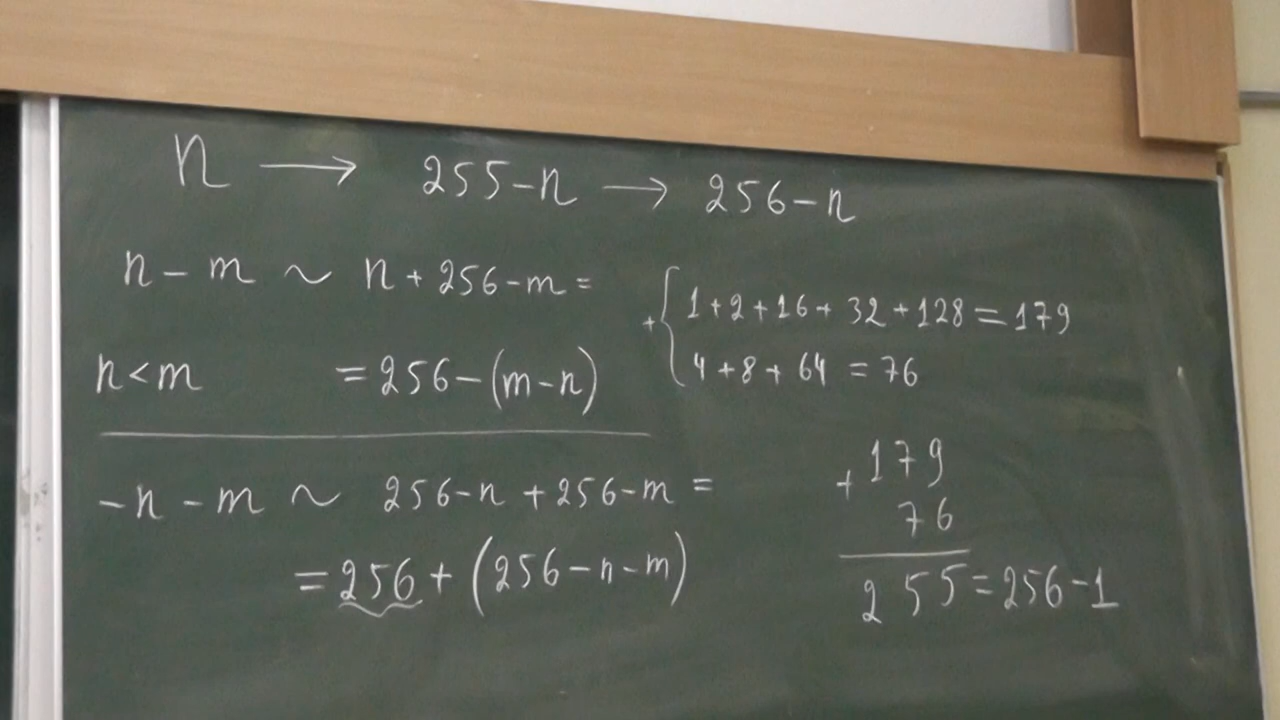 n → 255-n → 256-n
n - m ~ n + 256 - m =
n < m = 256 - (m - n)
+ { 1 + 2 + 16 + 32 + 128 = 179
4 + 8 + 64 = 76
-n - m ~ 256 - n + 256 - m =
= 256 + (256 - n - m)
+ 179
76
255 = 256 - 1